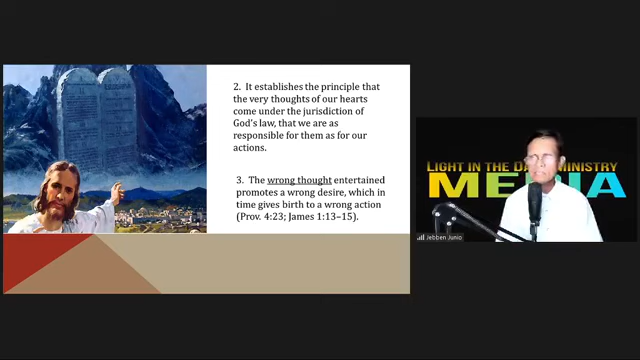 2. It establishes the principle that
the very thoughts of our hearts
come under the jurisdiction of
God's law, that we are as
responsible for them as for our
actions.
3. The wrong thought entertained
promotes a wrong desire, which in
time gives birth to a wrong action
(Prov. 4:23; James 1:13–15).
LIGHT IN THE DA MINISTRY
ME IA
Jebben Junio